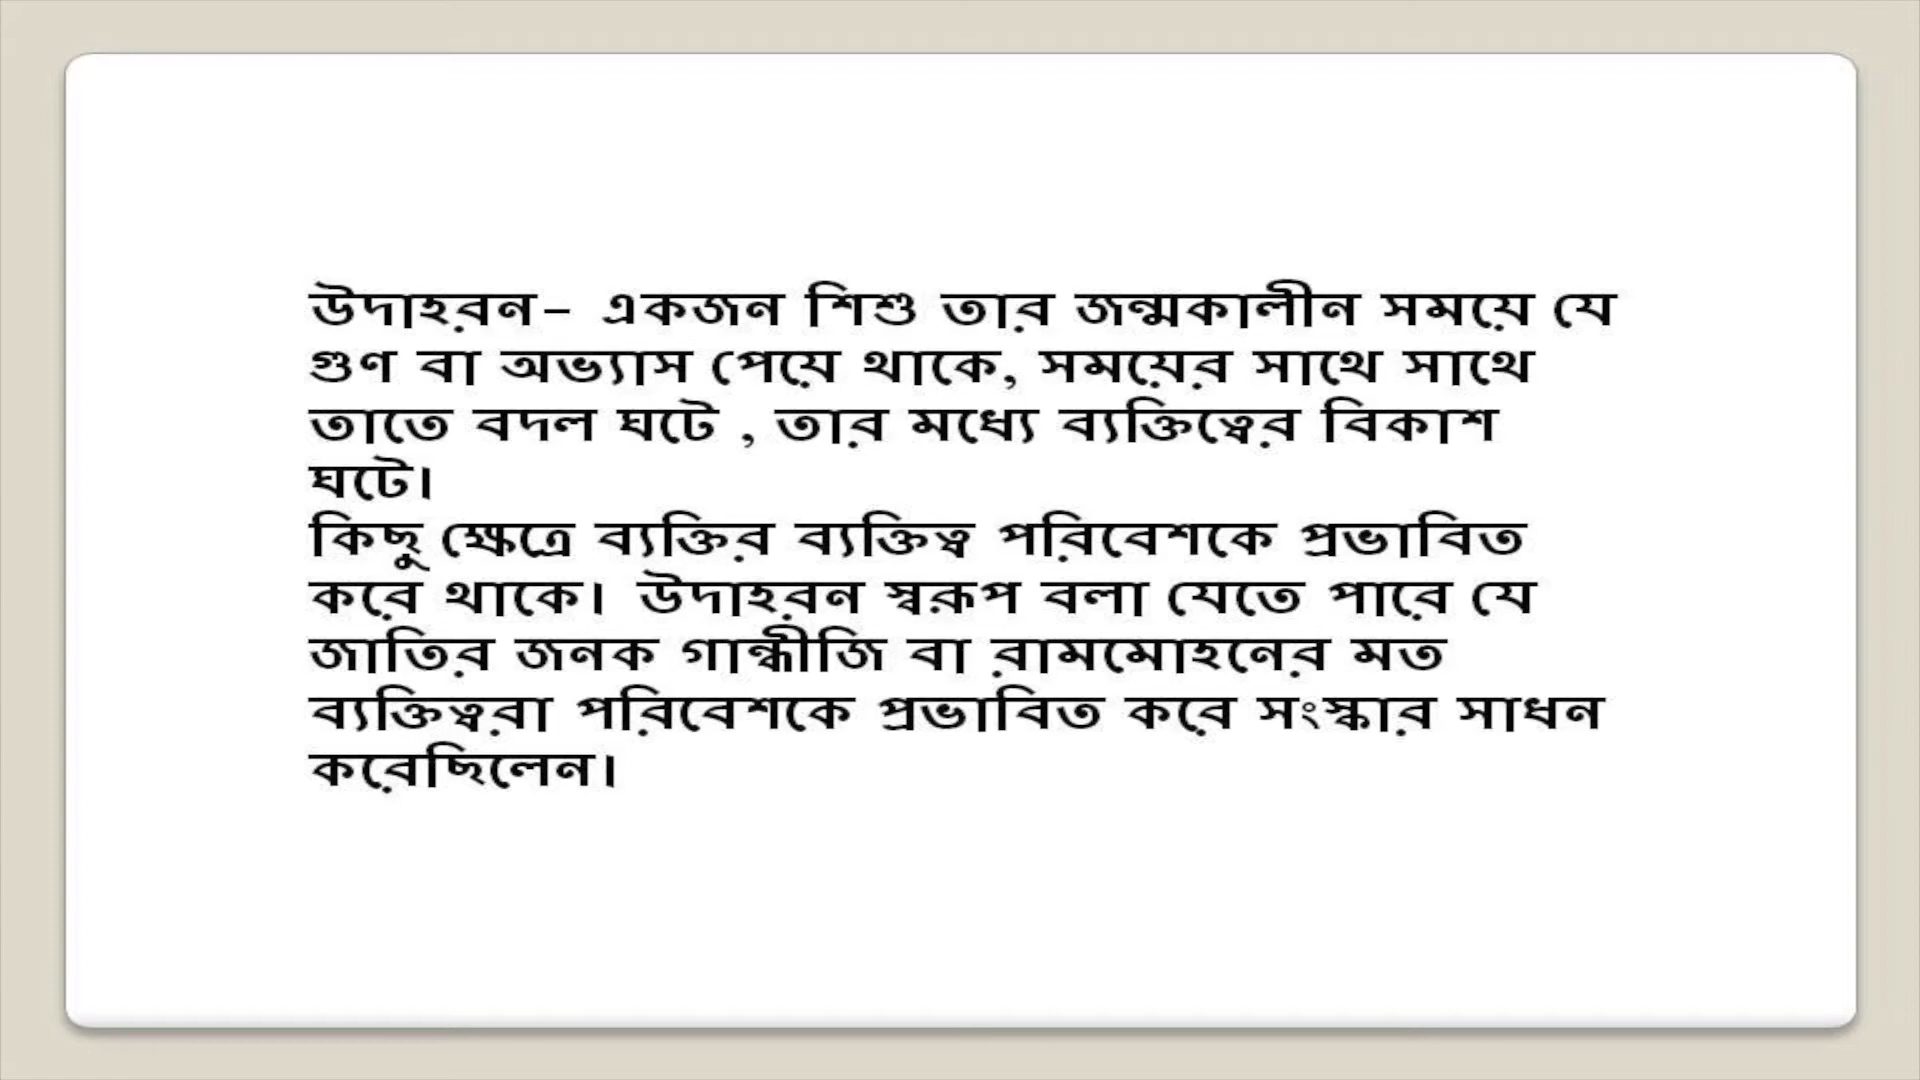 উদাহরন– একজন শিশু তার জন্মকালীন সময়ে যে
গুণ বা অভ্যাস পেয়ে থাকে, সময়ের সাথে সাথে
তাতে বদল ঘটে , তার মধ্যে ব্যক্তিত্বের বিকাশ
ঘটে।
কিছু ক্ষেত্রে ব্যক্তির ব্যক্তিত্ব পরিবেশকে প্রভাবিত
করে থাকে। উদাহরন স্বরূপ বলা যেতে পারে যে
জাতির জনক গান্ধীজি বা রামমোহনের মত
ব্যক্তিত্বরা পরিবেশকে প্রভাবিত করে সংস্কার সাধন
করেছিলেন।